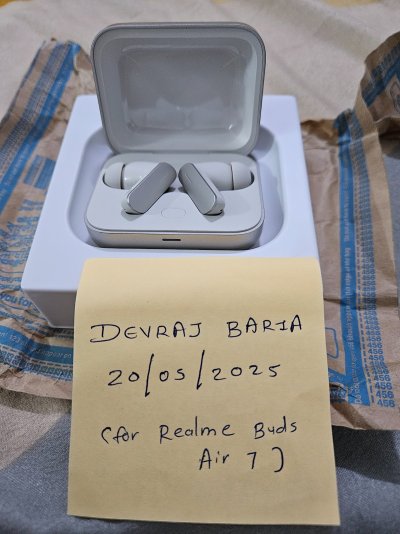 DEVRAJ BARIA
20/05/2025
(for Realme Buds
Air 7)